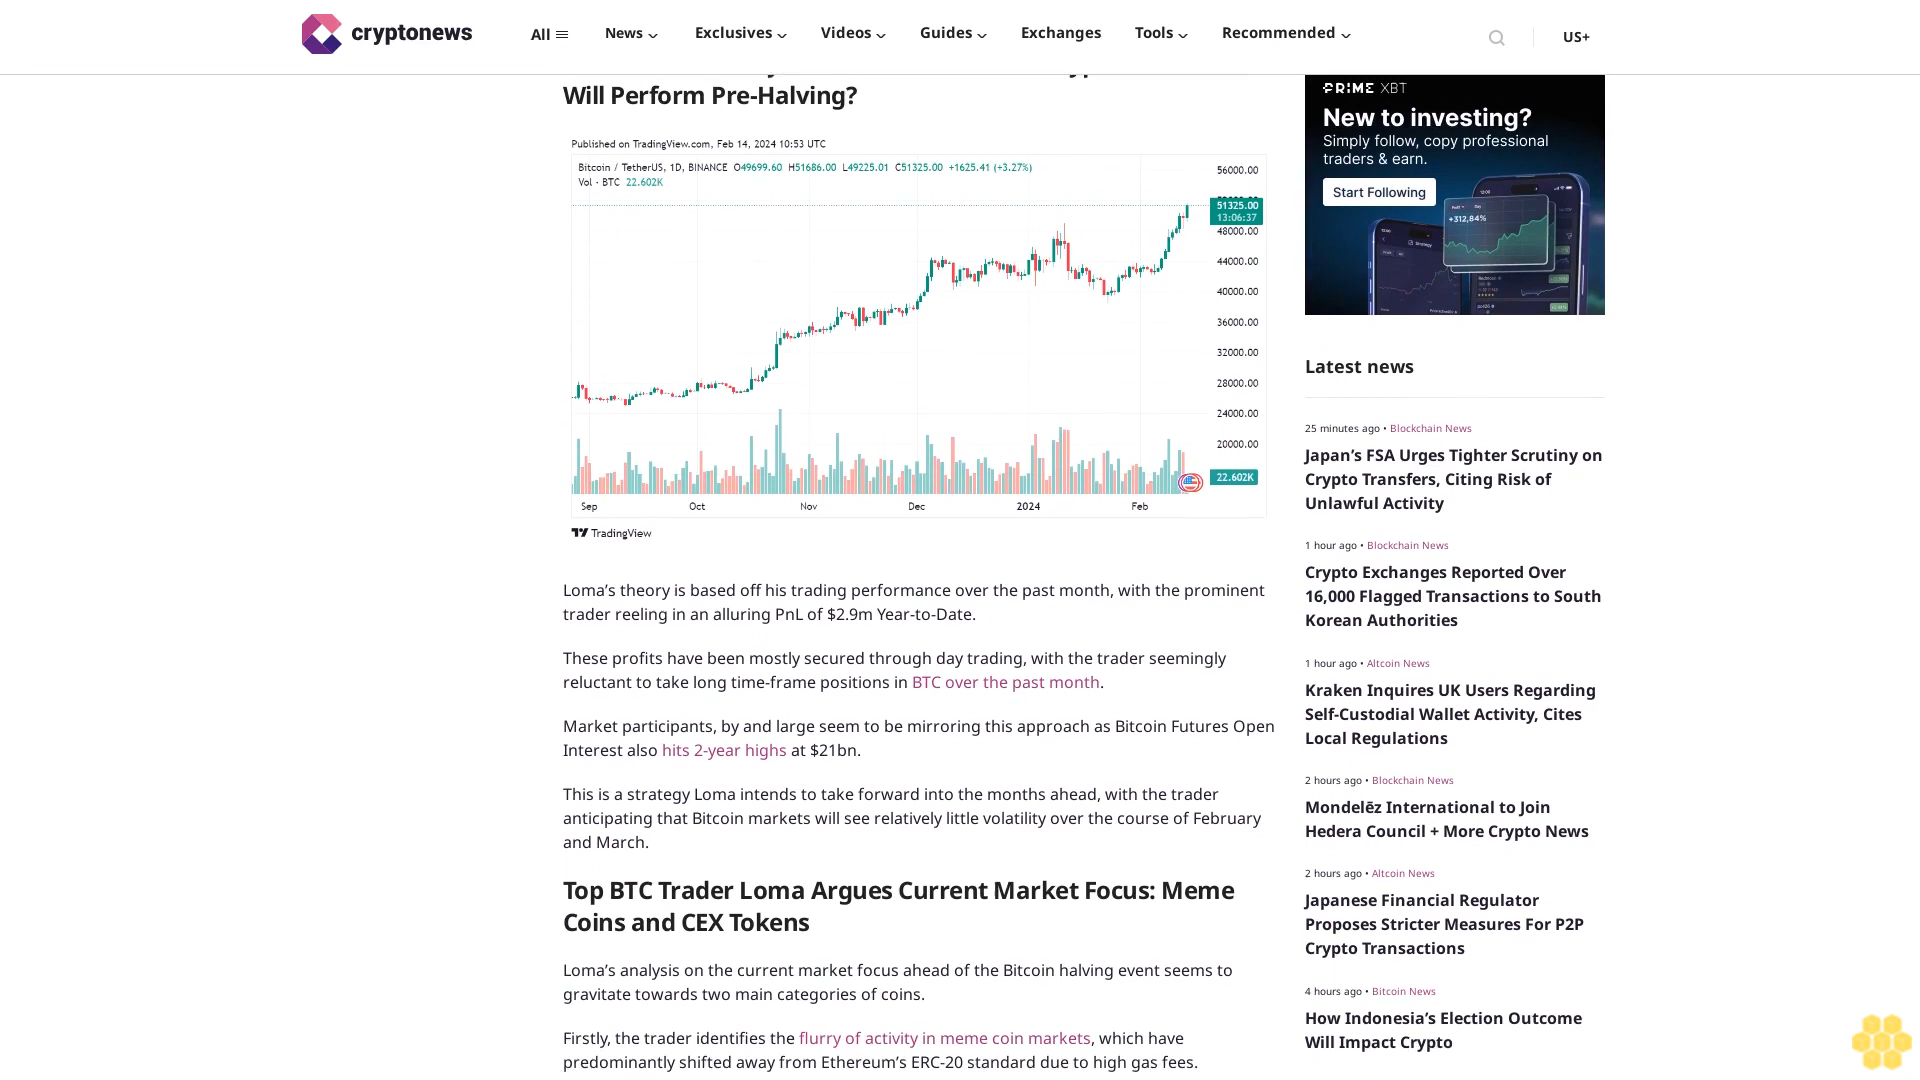 cryptonews
All
News
Exclusives
Videos
Guides
Exchanges
Tools
Recommended
US+
Will Perform Pre-Halving?
Published on TradingView.com, Feb 14, 2024 10:53 UTC
Bitcoin / TetherUS, 1D, BINANCE O49699.60 H51686.00 L49225.01 C51325.00 +1625.41 (+3.27%)
Vol · BTC 22.602K
56000.00
51325.00
13:06:37
48000.00
44000.00
40000.00
36000.00
32000.00
28000.00
24000.00
20000.00
22.602K
Sep Oct Nov Dec 2024 Feb
TradingView
Loma’s theory is based off his trading performance over the past month, with the prominent
trader reeling in an alluring PnL of $2.9m Year-to-Date.
These profits have been mostly secured through day trading, with the trader seemingly
reluctant to take long time-frame positions in BTC over the past month.
Market participants, by and large seem to be mirroring this approach as Bitcoin Futures Open
Interest also hits 2-year highs at $21bn.
This is a strategy Loma intends to take forward into the months ahead, with the trader
anticipating that Bitcoin markets will see relatively little volatility over the course of February
and March.
Top BTC Trader Loma Argues Current Market Focus: Meme
Coins and CEX Tokens
Loma’s analysis on the current market focus ahead of the Bitcoin halving event seems to
gravitate towards two main categories of coins.
Firstly, the trader identifies the flurry of activity in meme coin markets, which have
predominantly shifted away from Ethereum’s ERC-20 standard due to high gas fees.
PRIME XBT
New to investing?
Simply follow, copy professional
traders & earn.
Start Following
+312,84%
Latest news
25 minutes ago • Blockchain News
Japan’s FSA Urges Tighter Scrutiny on
Crypto Transfers, Citing Risk of
Unlawful Activity
1 hour ago • Blockchain News
Crypto Exchanges Reported Over
16,000 Flagged Transactions to South
Korean Authorities
1 hour ago • Altcoin News
Kraken Inquires UK Users Regarding
Self-Custodial Wallet Activity, Cites
Local Regulations
2 hours ago • Blockchain News
Mondelēz International to Join
Hedera Council + More Crypto News
2 hours ago • Altcoin News
Japanese Financial Regulator
Proposes Stricter Measures For P2P
Crypto Transactions
4 hours ago • Bitcoin News
How Indonesia’s Election Outcome
Will Impact Crypto